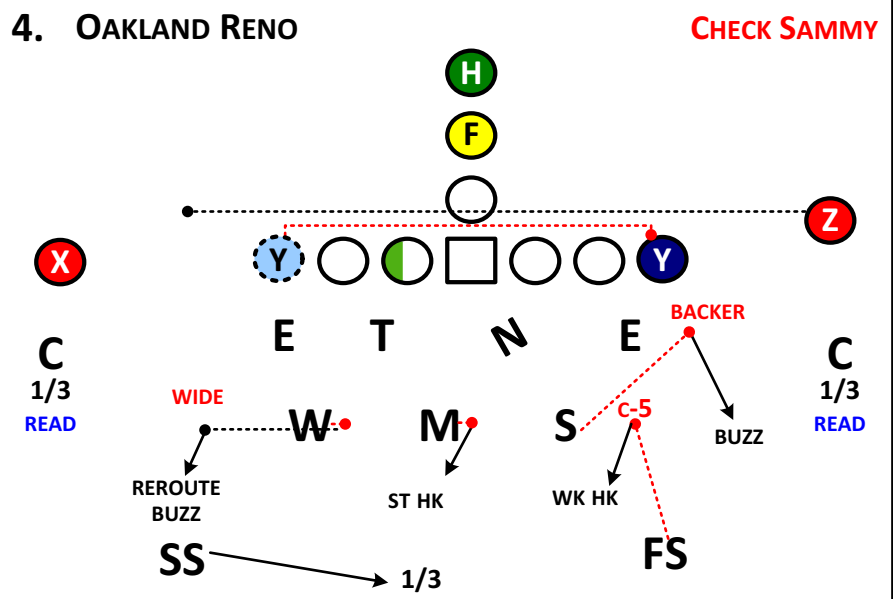 4. OAKLAND RENO
CHECK SAMMY
H
F
Z
X
Y
Y
BACKER
E T N E
C
1/3
READ
C
1/3
READ
WIDE
W M S
C-5
BUZZ
REROUTE
BUZZ
ST HK
WK HK
SS
FS
1/3